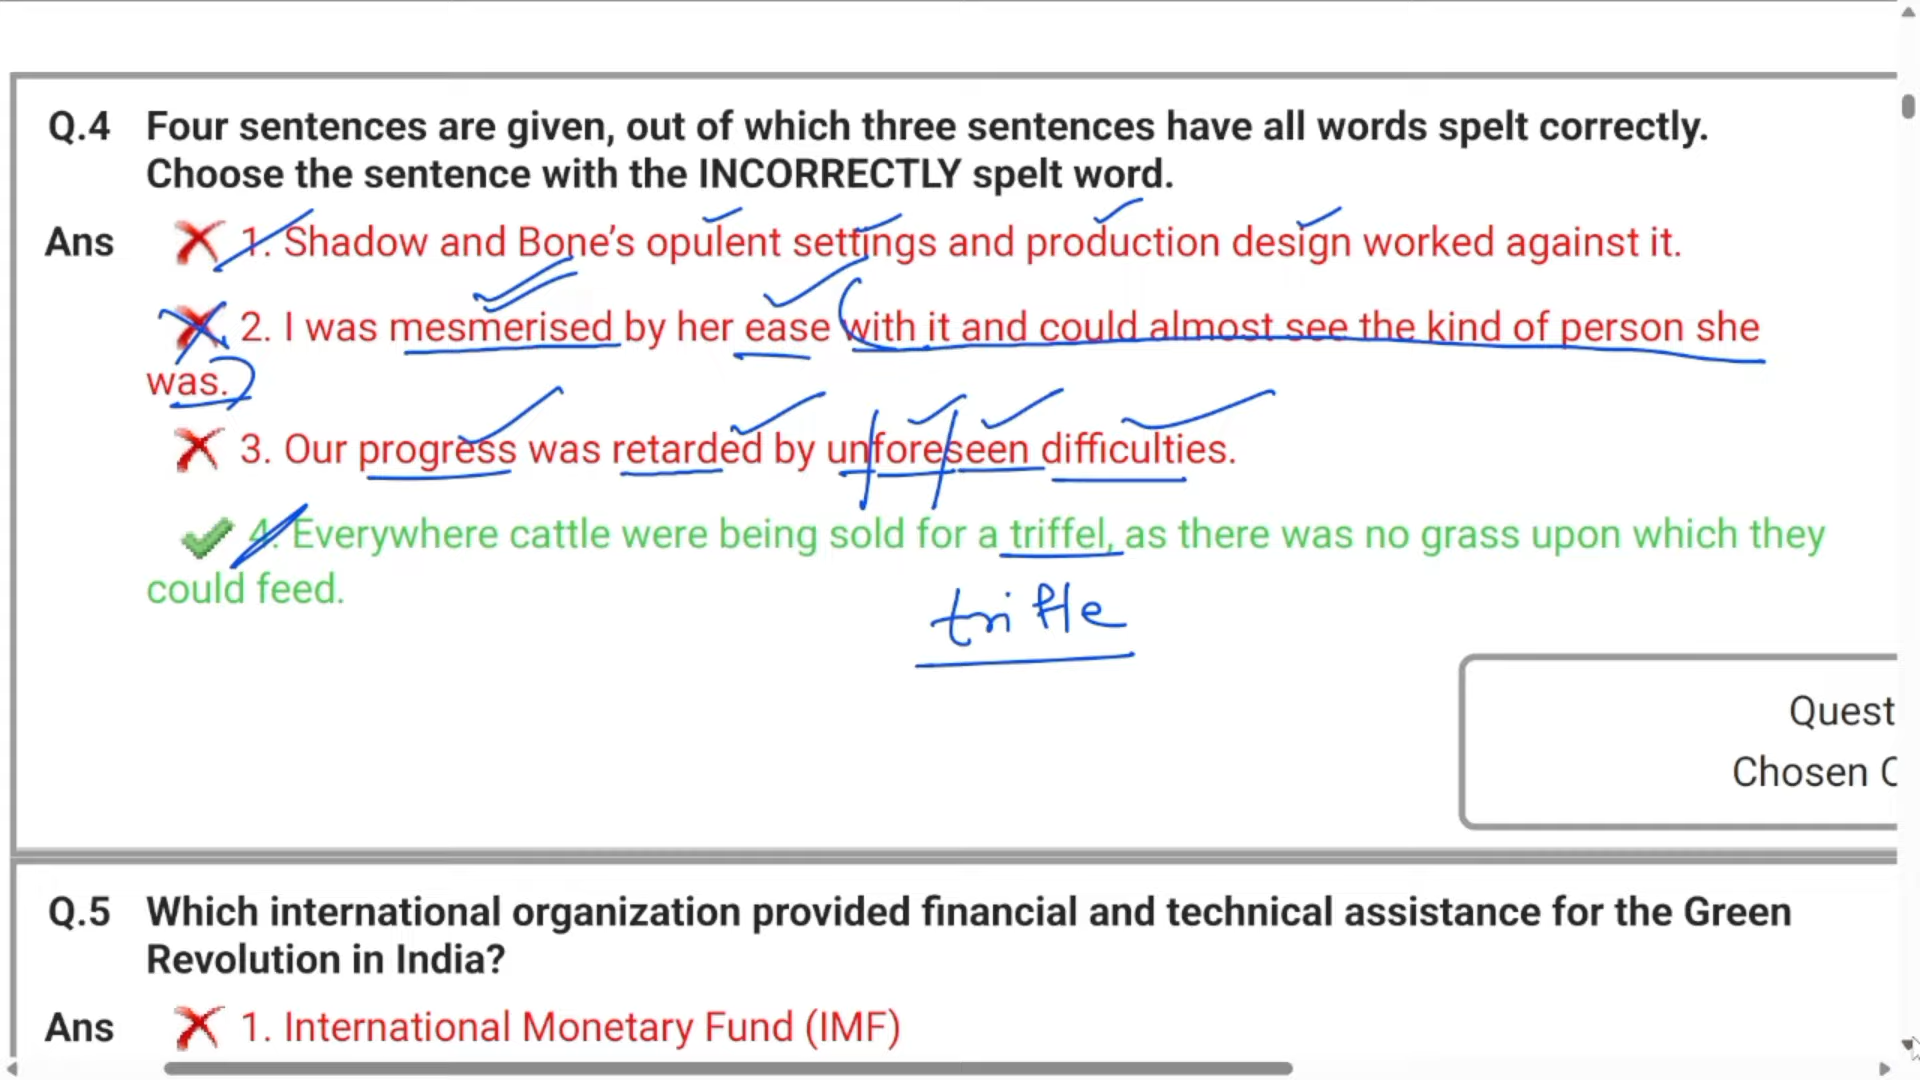 Q.4 Four sentences are given, out of which three sentences have all words spelt correctly.
Choose the sentence with the INCORRECTLY spelt word.
Ans 1. Shadow and Bone's opulent settings and production design worked against it.
2. I was mesmerised by her ease with it and could almost see the kind of person she
was.
3. Our progress was retarded by unforeseen difficulties.
4. Everywhere cattle were being sold for a triffel, as there was no grass upon which they
could feed.
trifle
Quest
Chosen
Q.5 Which international organization provided financial and technical assistance for the Green
Revolution in India?
Ans 1. International Monetary Fund (IMF)